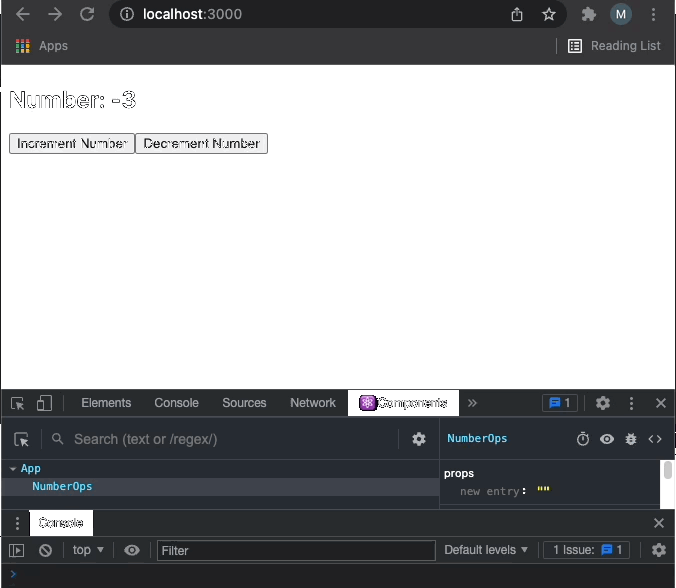 localhost:3000
M
Apps
Reading List
Number: -3
Increment Number
Decrement Number
Elements
Console
Sources
Network
Components
»
1
Search (text or /regex/)
NumberOps
App
NumberOps
props
new entry: ""
Console
top
Filter
Default levels
1 Issue:
1